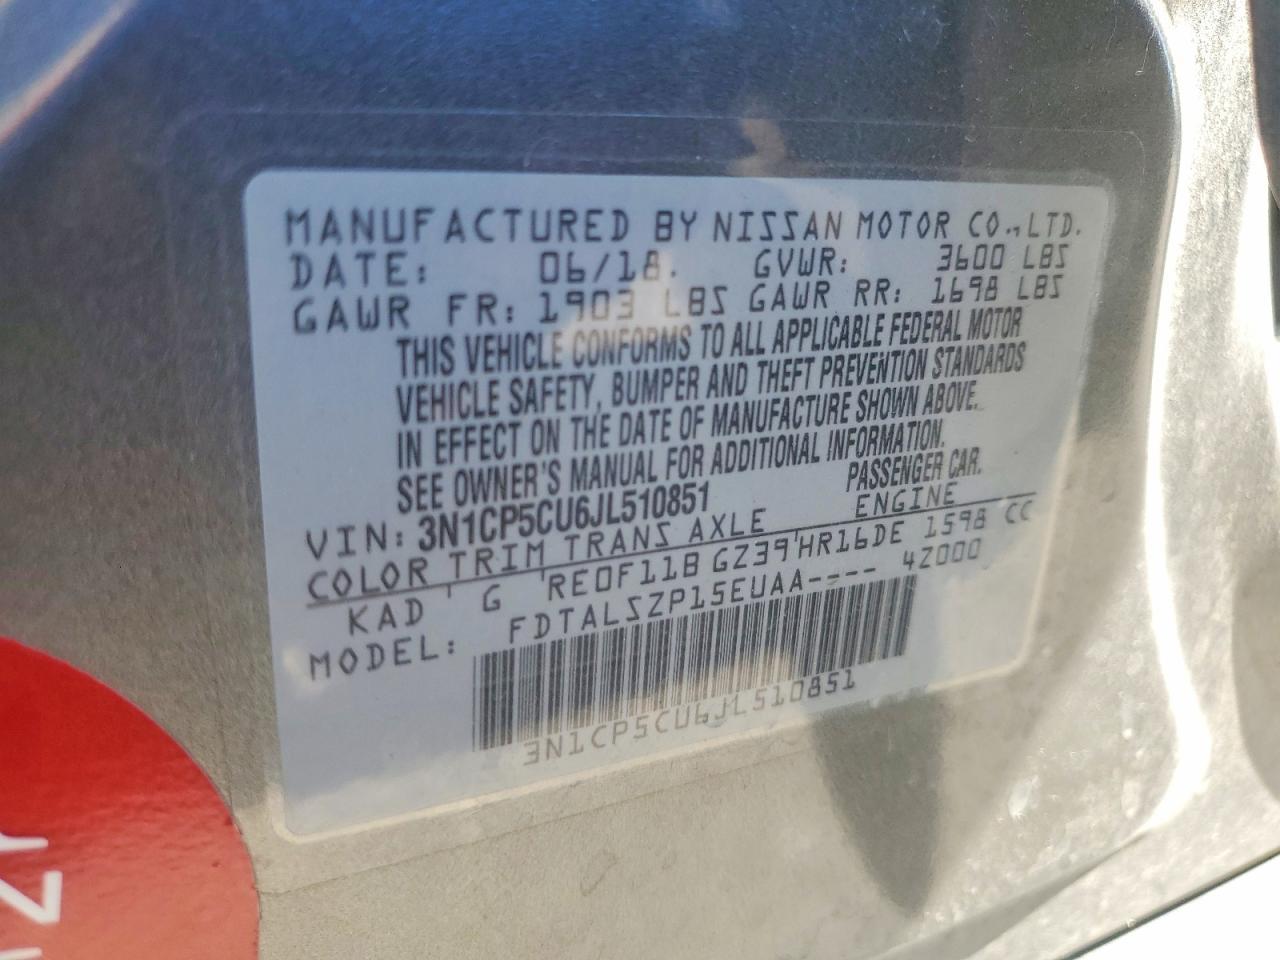 MANUFACTURED BY NISSAN MOTOR CO.,LTD.
DATE: 06/18. GVWR: 3600 LBS
GAWR FR: 1903 LBS GAWR RR: 1698 LBS
THIS VEHICLE CONFORMS TO ALL APPLICABLE FEDERAL MOTOR
VEHICLE SAFETY, BUMPER AND THEFT PREVENTION STANDARDS
IN EFFECT ON THE DATE OF MANUFACTURE SHOWN ABOVE.
SEE OWNER'S MANUAL FOR ADDITIONAL INFORMATION.
VIN: 3N1CP5CU6JL510851 PASSENGER CAR.
COLOR TRIM TRANS AXLE ENGINE
KAD G RE0F11B GZ39 HR16DE 1598 CC
MODEL: FDTALSZP15EUAA---- 4Z000
3N1CP5CU6JL510851